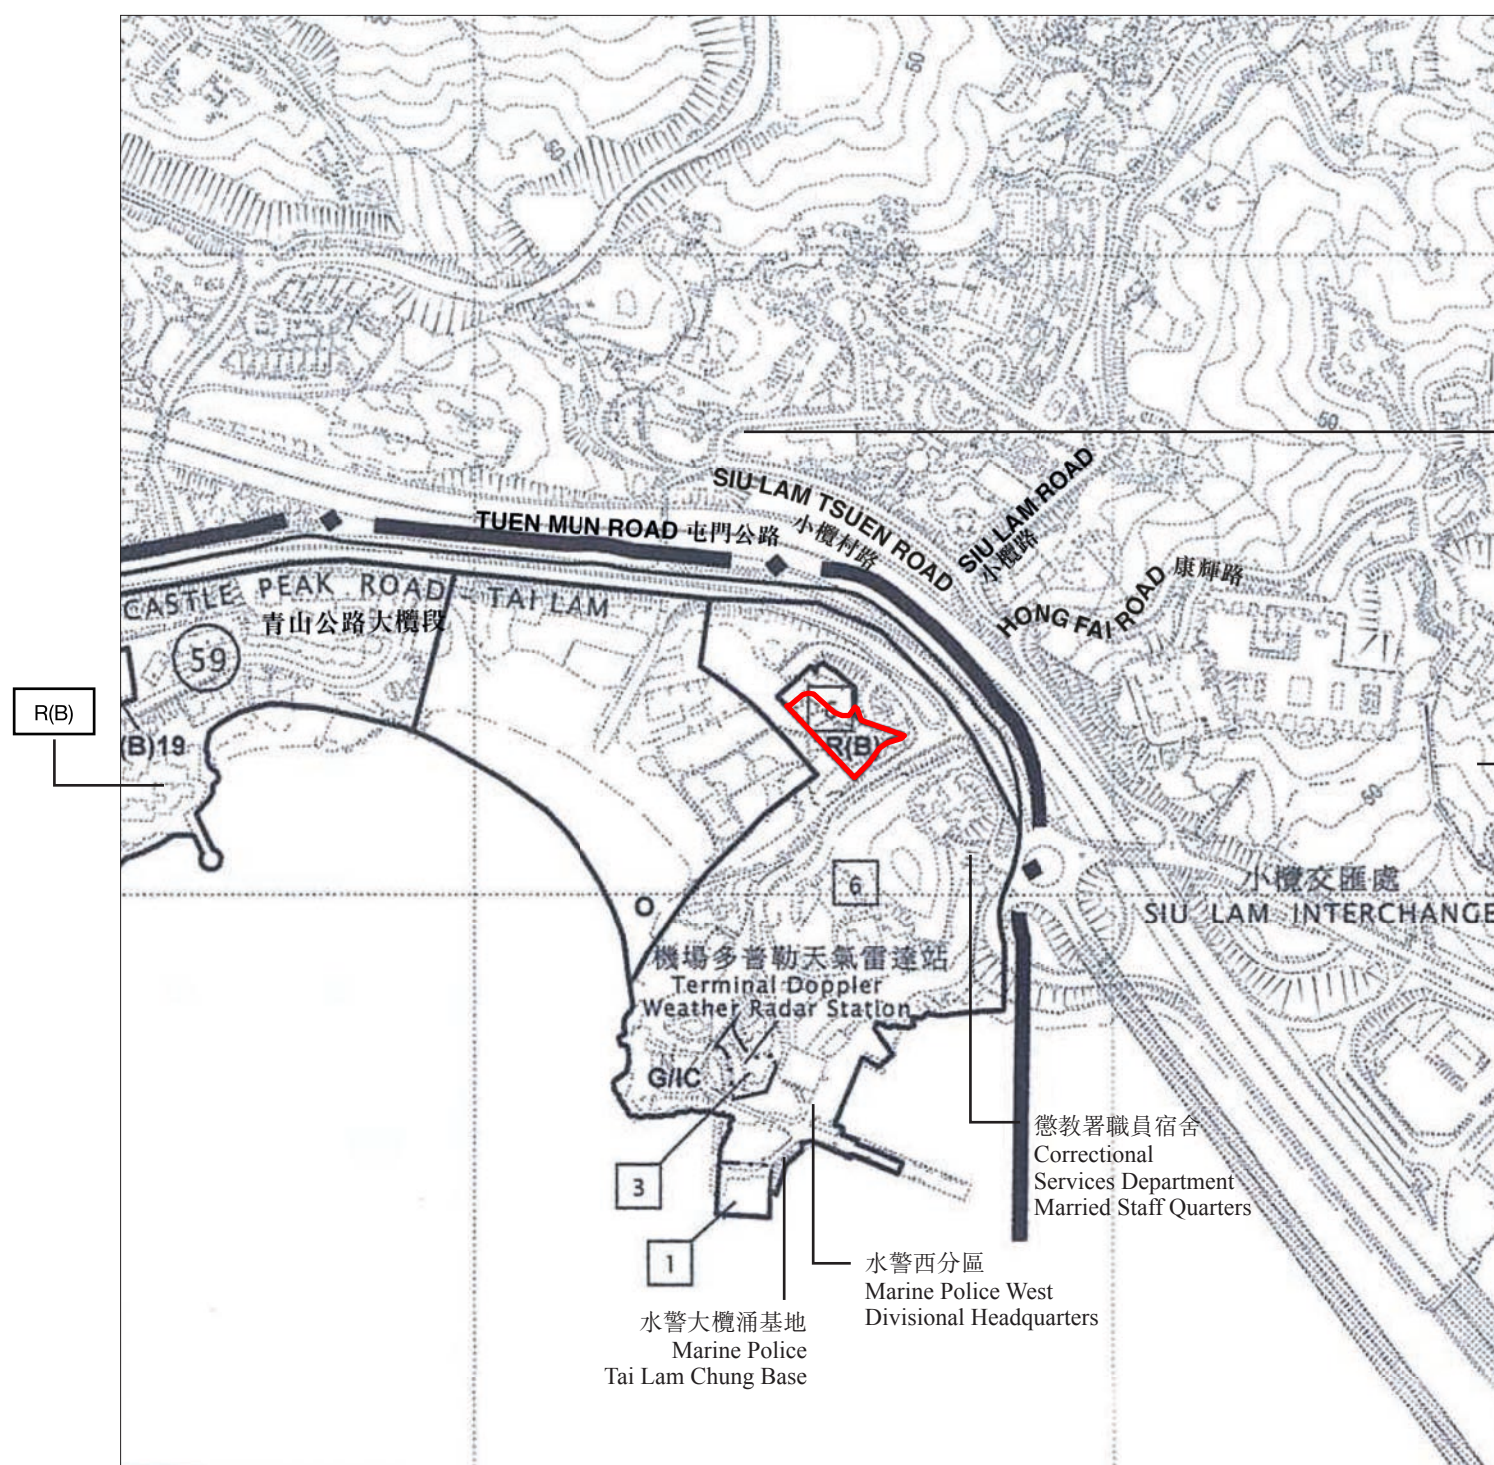 50
50
50
SIU LAM TSUEN ROAD
小欖村路
SIU LAM ROAD
小欖路
TUEN MUN ROAD 屯門公路
HONG FAI ROAD 康輝路
CASTLE PEAK ROAD - TAI LAM
青山公路大欖段
59
R(B)
(B)19
R(B)
50
6
小欖交匯處
SIU LAM INTERCHANGE
O
機場多普勒天氣雷達站
Terminal Doppler
Weather Radar Station
G/IC
3
1
懲教署職員宿舍
Correctional
Services Department
Married Staff Quarters
水警西分區
Marine Police West
Divisional Headquarters
水警大欖涌基地
Marine Police
Tai Lam Chung Base